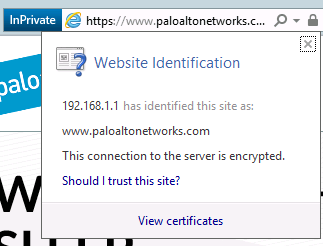 InPrivate
https://www.paloaltonetworks.c...
palo
Website Identification
192.168.1.1 has identified this site as:
www.paloaltonetworks.com
This connection to the server is encrypted.
Should I trust this site?
View certificates